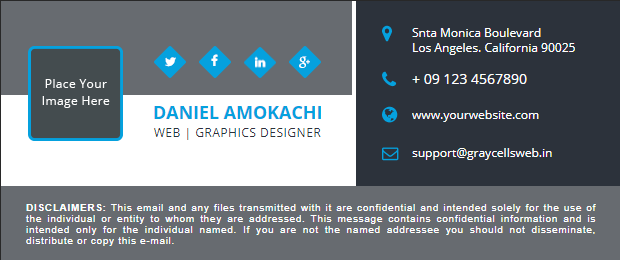 Place Your
Image Here
DANIEL AMOKACHI
WEB | GRAPHICS DESIGNER
Snta Monica Boulevard
Los Angeles. California 90025
+ 09 123 4567890
www.yourwebsite.com
support@graycellsweb.in
DISCLAIMERS: This email and any files transmitted with it are confidential and intended solely for the use of
the individual or entity to whom they are addressed. This message contains confidential information and is
intended only for the individual named. If you are not the named addressee you should not disseminate,
distribute or copy this e-mail.